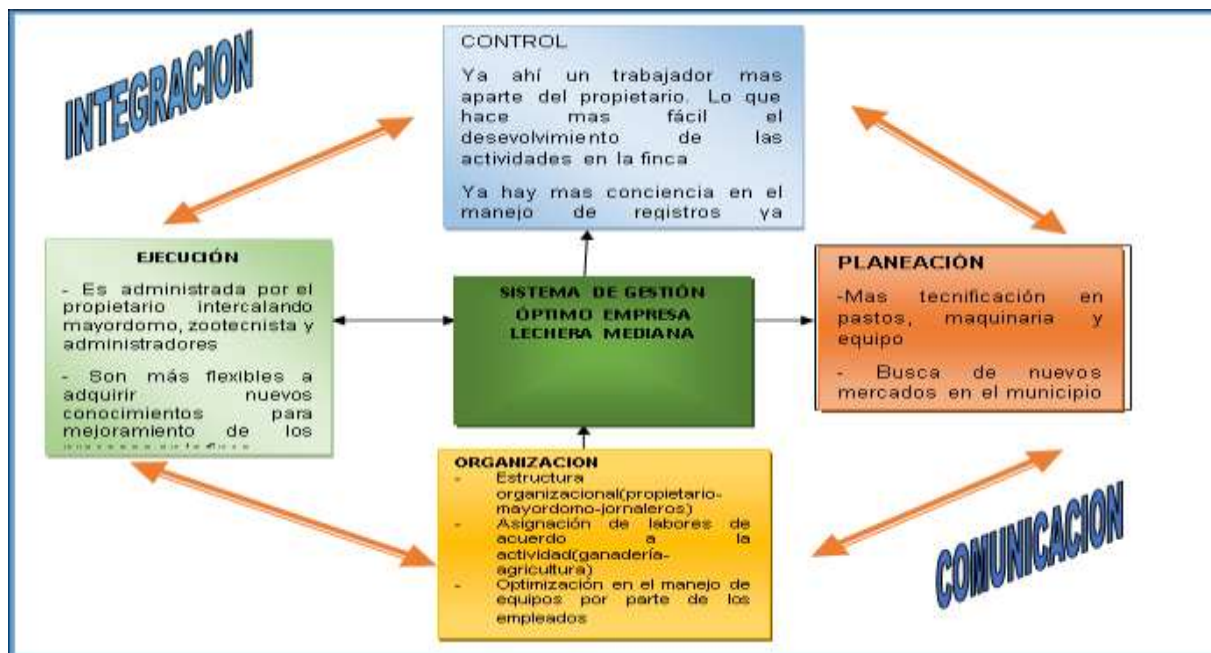 INTEGRACION
CONTROL
Ya ahí un trabajador mas
aparte del propietario. Lo que
hace mas fácil el
desevolvimiento de las
actividades en la finca
Ya hay mas conciencia en el
manejo de registros ya
EJECUCIÓN
- Es administrada por el
propietario intercalando
mayordomo, zootecnista y
administradores
- Son más flexibles a
adquirir nuevos
conocimientos para
mejoramiento de los
SISTEMA DE GESTIÓN
ÓPTIMO EMPRESA
LECHERA MEDIANA
PLANEACIÓN
-Mas tecnificación en
pastos, maquinaria y
equipo
- Busca de nuevos
mercados en el municipio
ORGANIZACION
- Estructura
organizacional(propietario-
mayordomo-jornaleros)
- Asignación de labores de
acuerdo a la
actividad(ganadería-
agricultura)
- Optimización en el manejo de
equipos por parte de los
empleados
COMUNICACION